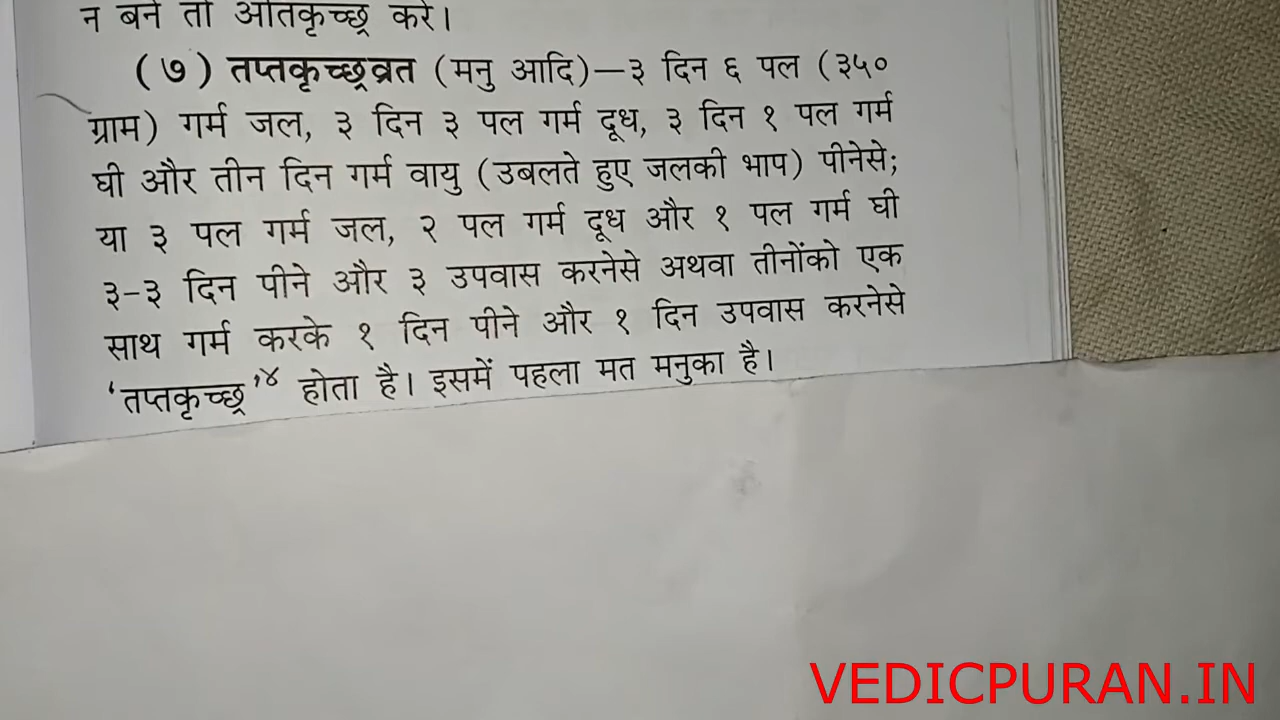 न बने तो अतिकृच्छ्र करे।
(७) तप्तकृच्छ्रव्रत (मनु आदि)—३ दिन ६ पल (३५०
ग्राम) गर्म जल, ३ दिन ३ पल गर्म दूध, ३ दिन १ पल गर्म
घी और तीन दिन गर्म वायु (उबलते हुए जलकी भाप) पीनेसे;
या ३ पल गर्म जल, २ पल गर्म दूध और १ पल गर्म घी
३-३ दिन पीने और ३ उपवास करनेसे अथवा तीनोंको एक
साथ गर्म करके १ दिन पीने और १ दिन उपवास करनेसे
‘तप्तकृच्छ्र’४ होता है। इसमें पहला मत मनुका है।
VEDICPURAN.IN